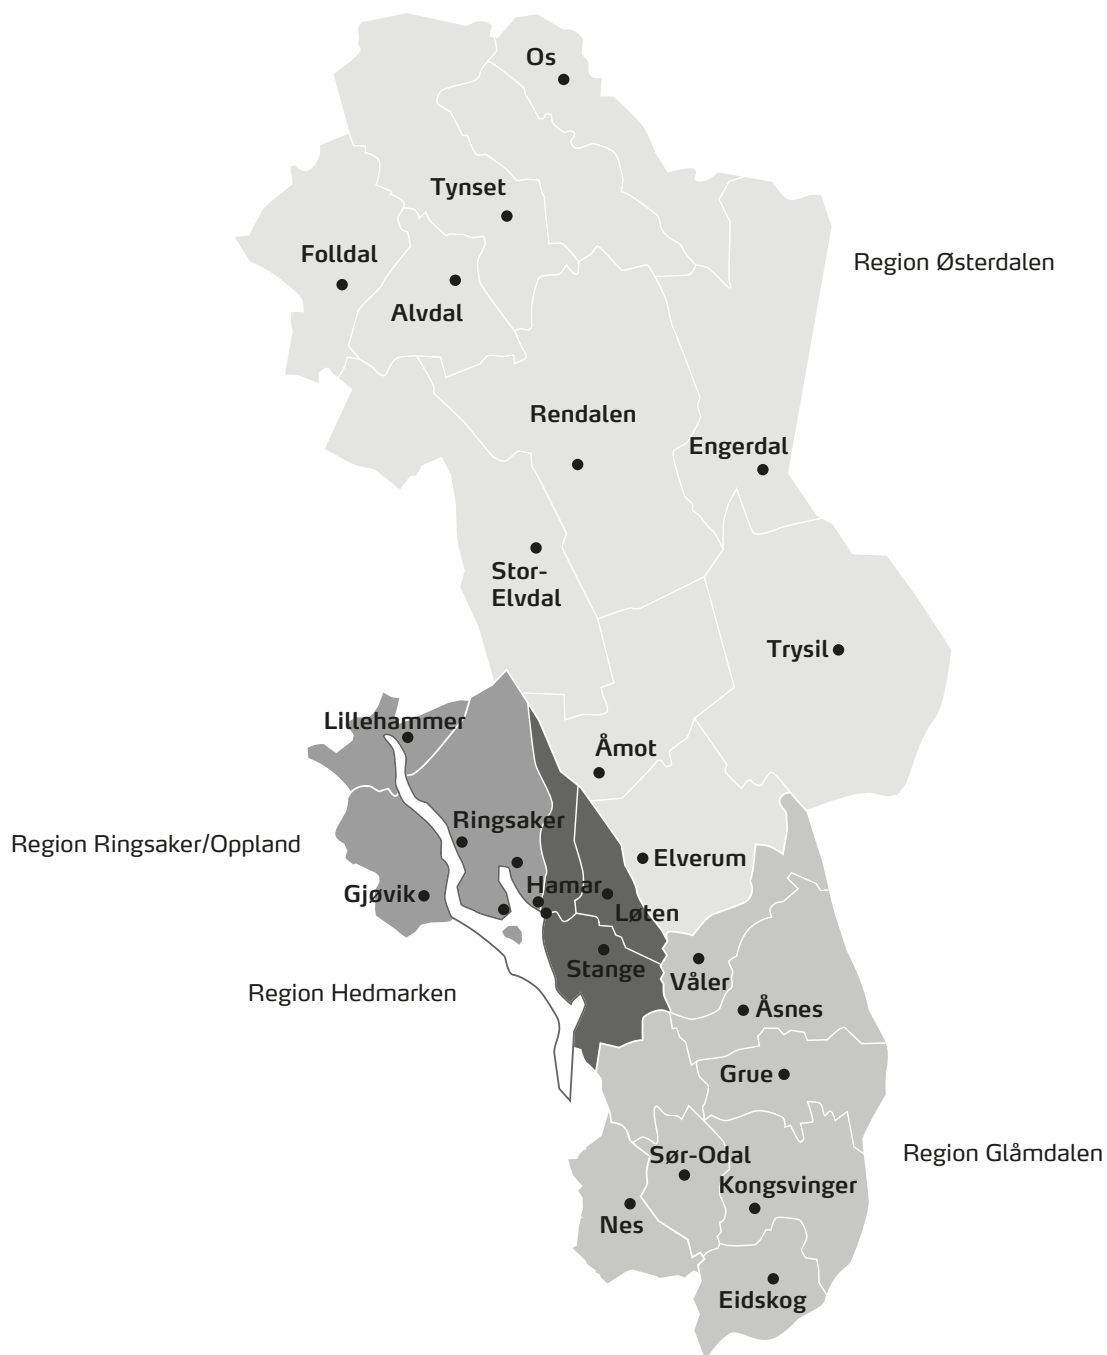 Os
Tynset
Folldal
Region Østerdalen
Alvdal
Rendalen
Engerdal
Stor-
Elvdal
Trysil
Lillehammer
Åmot
Ringsaker
Region Ringsaker/Oppland
Elverum
Hamar
Gjøvik
Løten
Stange
Våler
Region Hedmarken
Åsnes
Grue
Region Glåmdalen
Sør-Odal
Kongsvinger
Nes
Eidskog